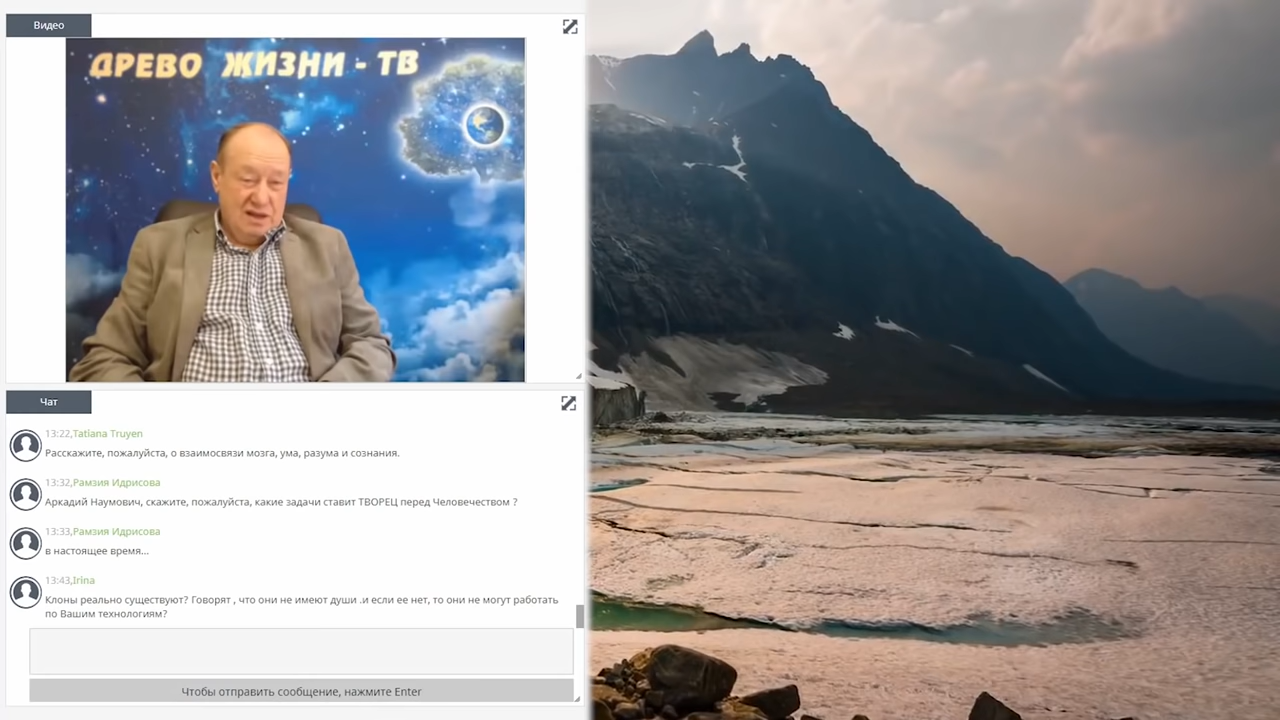 Видео
ДРЕВО ЖИЗНИ - ТВ
Чат
13:22,Tatiana Truyen
Расскажите, пожалуйста, о взаимосвязи мозга, ума, разума и сознания.
13:32,Рамзия Идрисова
Аркадий Наумович, скажите, пожалуйста, какие задачи ставит ТВОРЕЦ перед Человечеством ?
13:33,Рамзия Идрисова
в настоящее время...
13:43,Irina
Клоны реально существуют? Говорят , что они не имеют души .и если ее нет, то они не могут работать
по Вашим технологиям?
Чтобы отправить сообщение, нажмите Enter